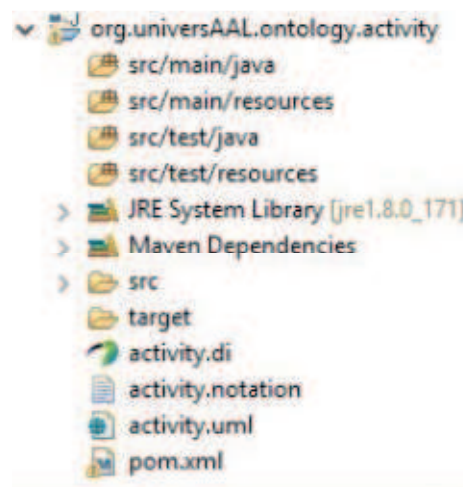 org.universAAL.ontology.activity
src/main/java
src/main/resources
src/test/java
src/test/resources
JRE System Library [jre1.8.0_171]
Maven Dependencies
src
target
activity.di
activity.notation
activity.uml
pom.xml